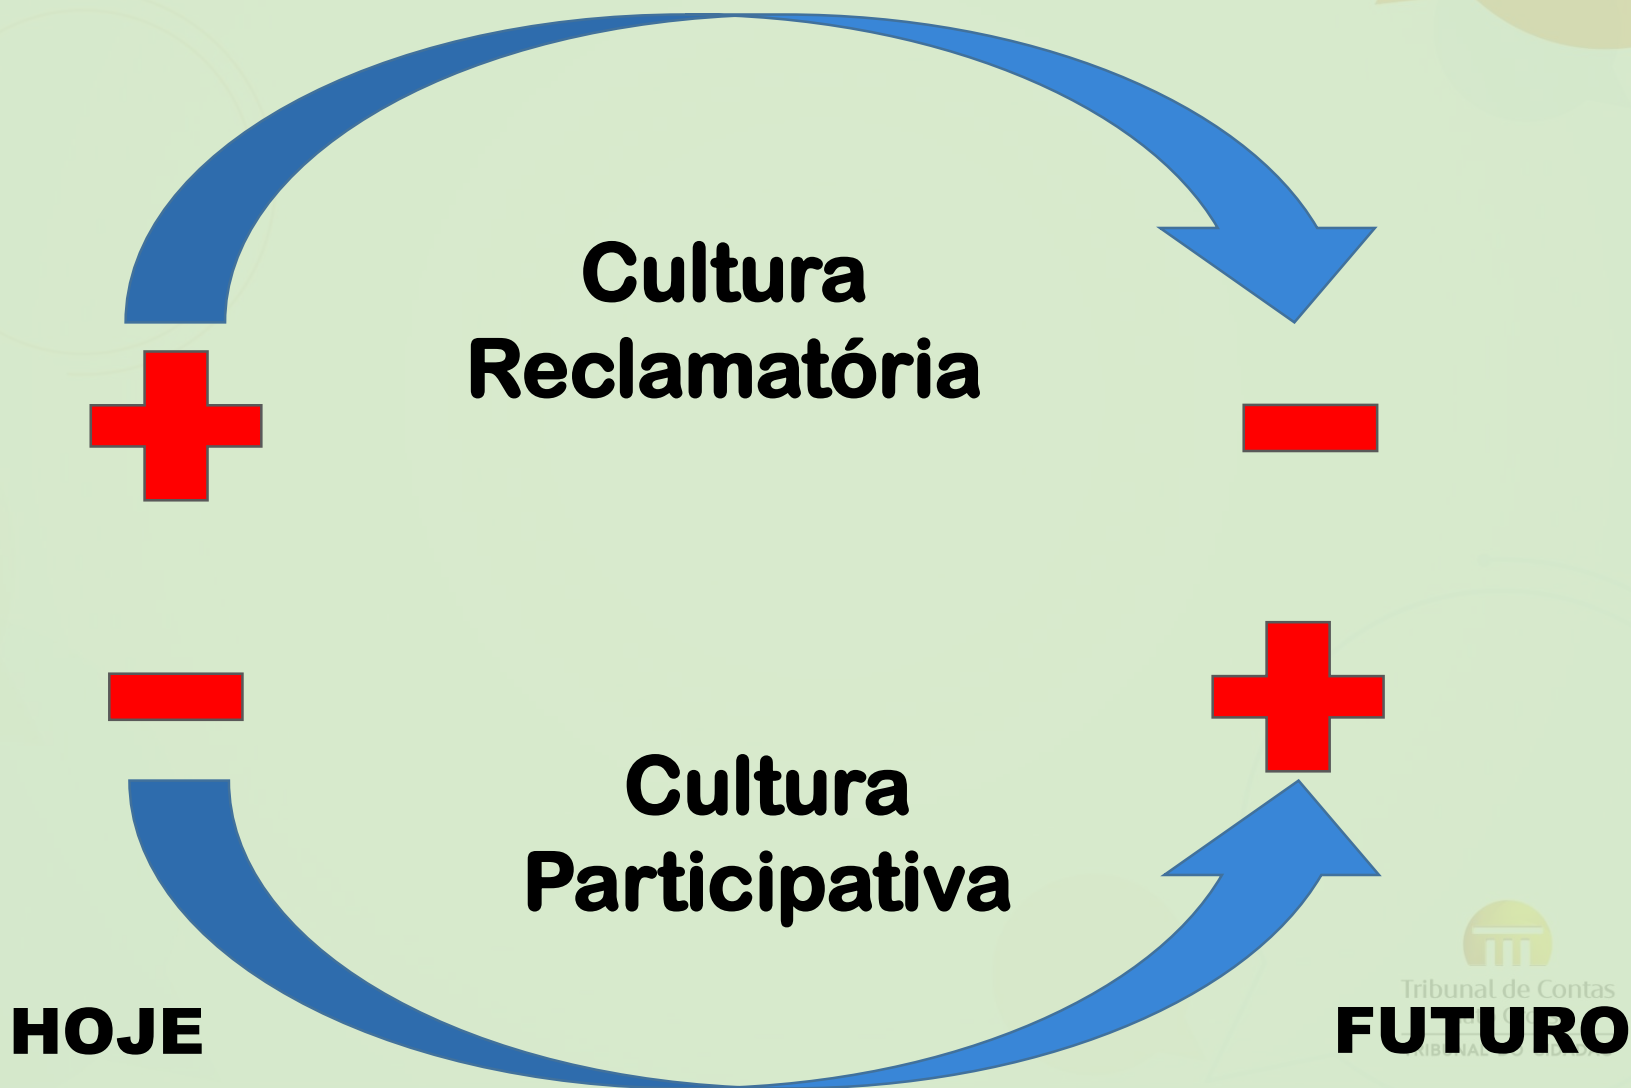 Cultura
Reclamatória
Cultura
Participativa
Tribunal de Contas
HOJE
FUTURO